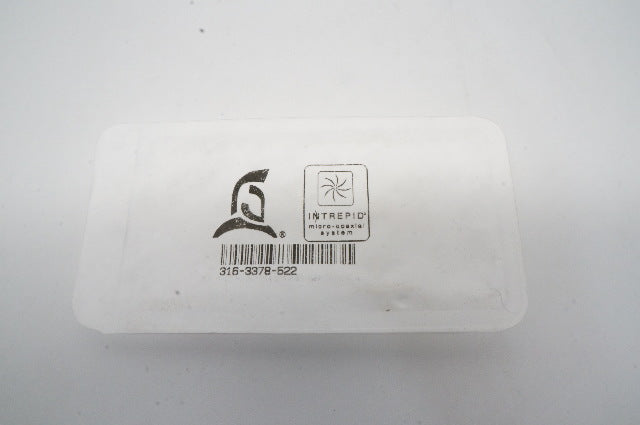 INTREPID®
micro-coaxial
system
®
316-3378-522